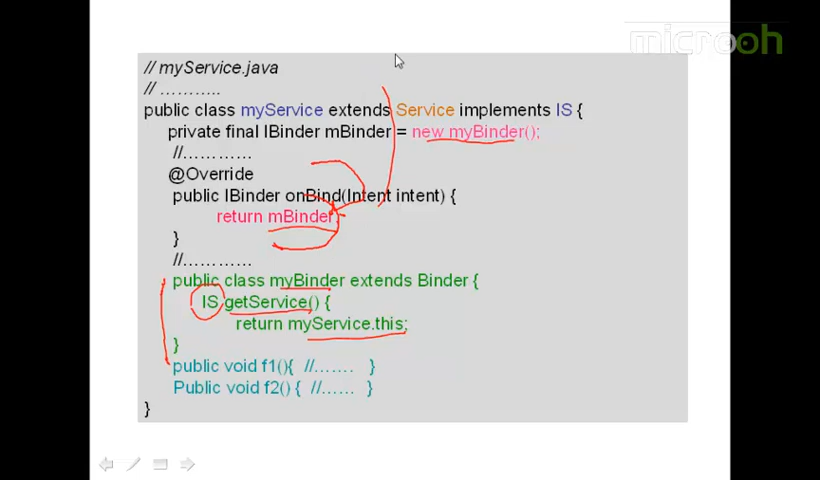 microoh
// myService.java
// ………..
public class myService extends Service implements IS {
private final IBinder mBinder = new myBinder();
//…………
@Override
public IBinder onBind(Intent intent) {
return mBinder;
}
//…………
public class myBinder extends Binder {
IS getService() {
return myService.this;
}
public void f1(){ //……. }
Public void f2() { //…… }
}